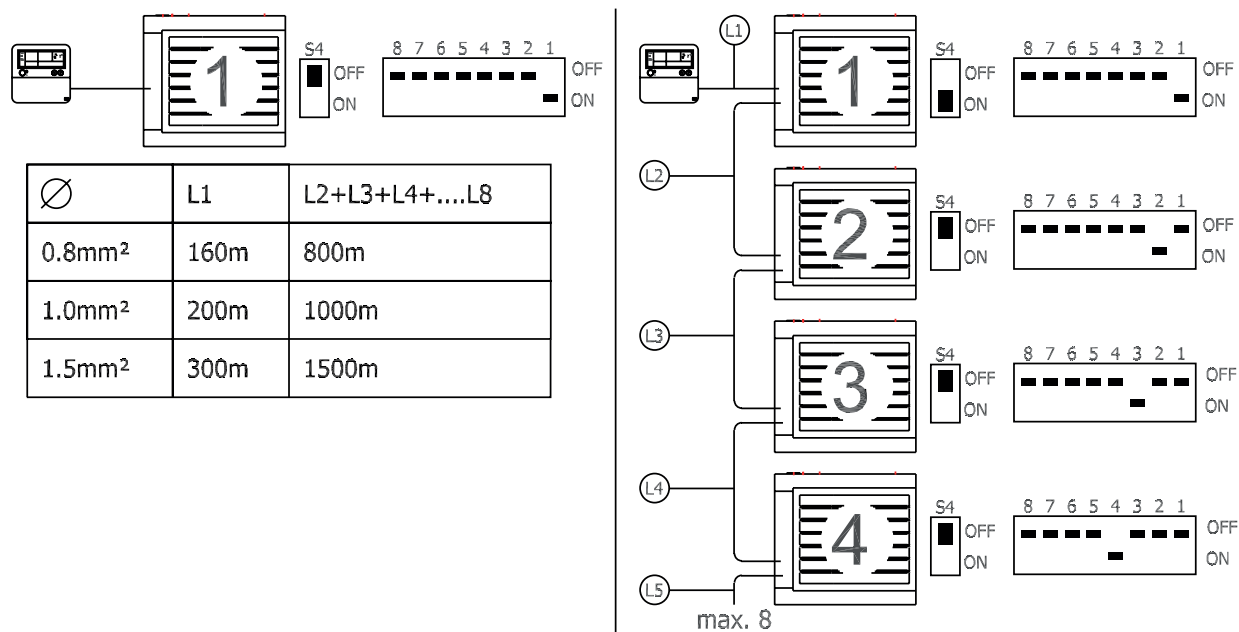 1
S4
OFF
ON
8 7 6 5 4 3 2 1
OFF
ON
∅ L1 L2+L3+L4+....L8
0.8mm² 160m 800m
1.0mm² 200m 1000m
1.5mm² 300m 1500m
L1
1
S4
OFF
ON
8 7 6 5 4 3 2 1
OFF
ON
L2
2
S4
OFF
ON
8 7 6 5 4 3 2 1
OFF
ON
L3
3
S4
OFF
ON
8 7 6 5 4 3 2 1
OFF
ON
L4
4
S4
OFF
ON
8 7 6 5 4 3 2 1
OFF
ON
L5
max. 8